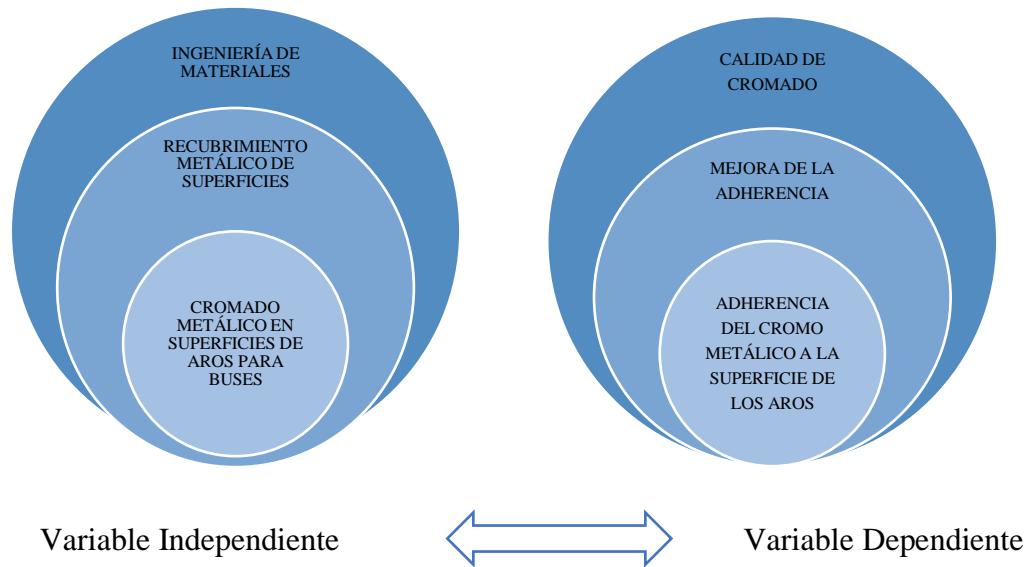 INGENIERÍA DE
MATERIALES
RECUBRIMIENTO
METÁLICO DE
SUPERFICIES
CROMADO
METÁLICO EN
SUPERFICIES DE
AROS PARA
BUSES
CALIDAD DE
CROMADO
MEJORA DE LA
ADHERENCIA
ADHERENCIA
DEL CROMO
METÁLICO A LA
SUPERFICIE DE
LOS AROS
Variable Independiente
Variable Dependiente